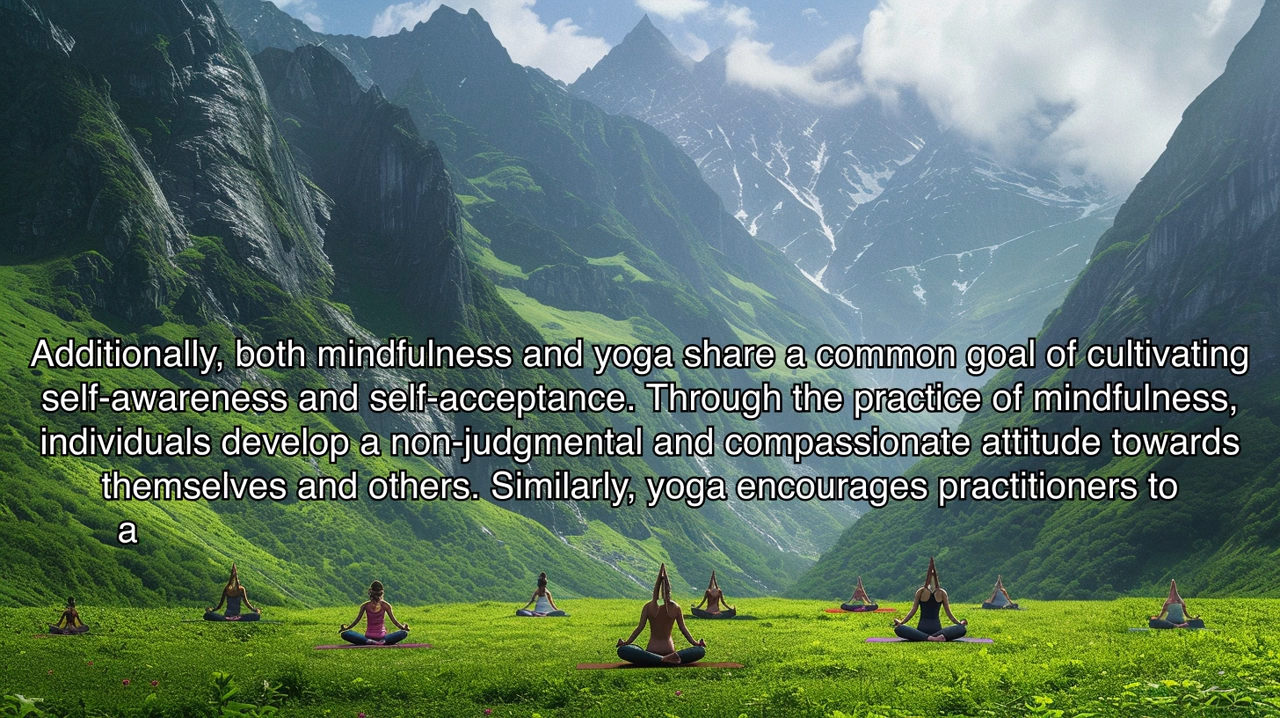 Additionally, both mindfulness and yoga share a common goal of cultivating
self-awareness and self-acceptance. Through the practice of mindfulness,
individuals develop a non-judgmental and compassionate attitude towards
themselves and others. Similarly, yoga encourages practitioners to
a